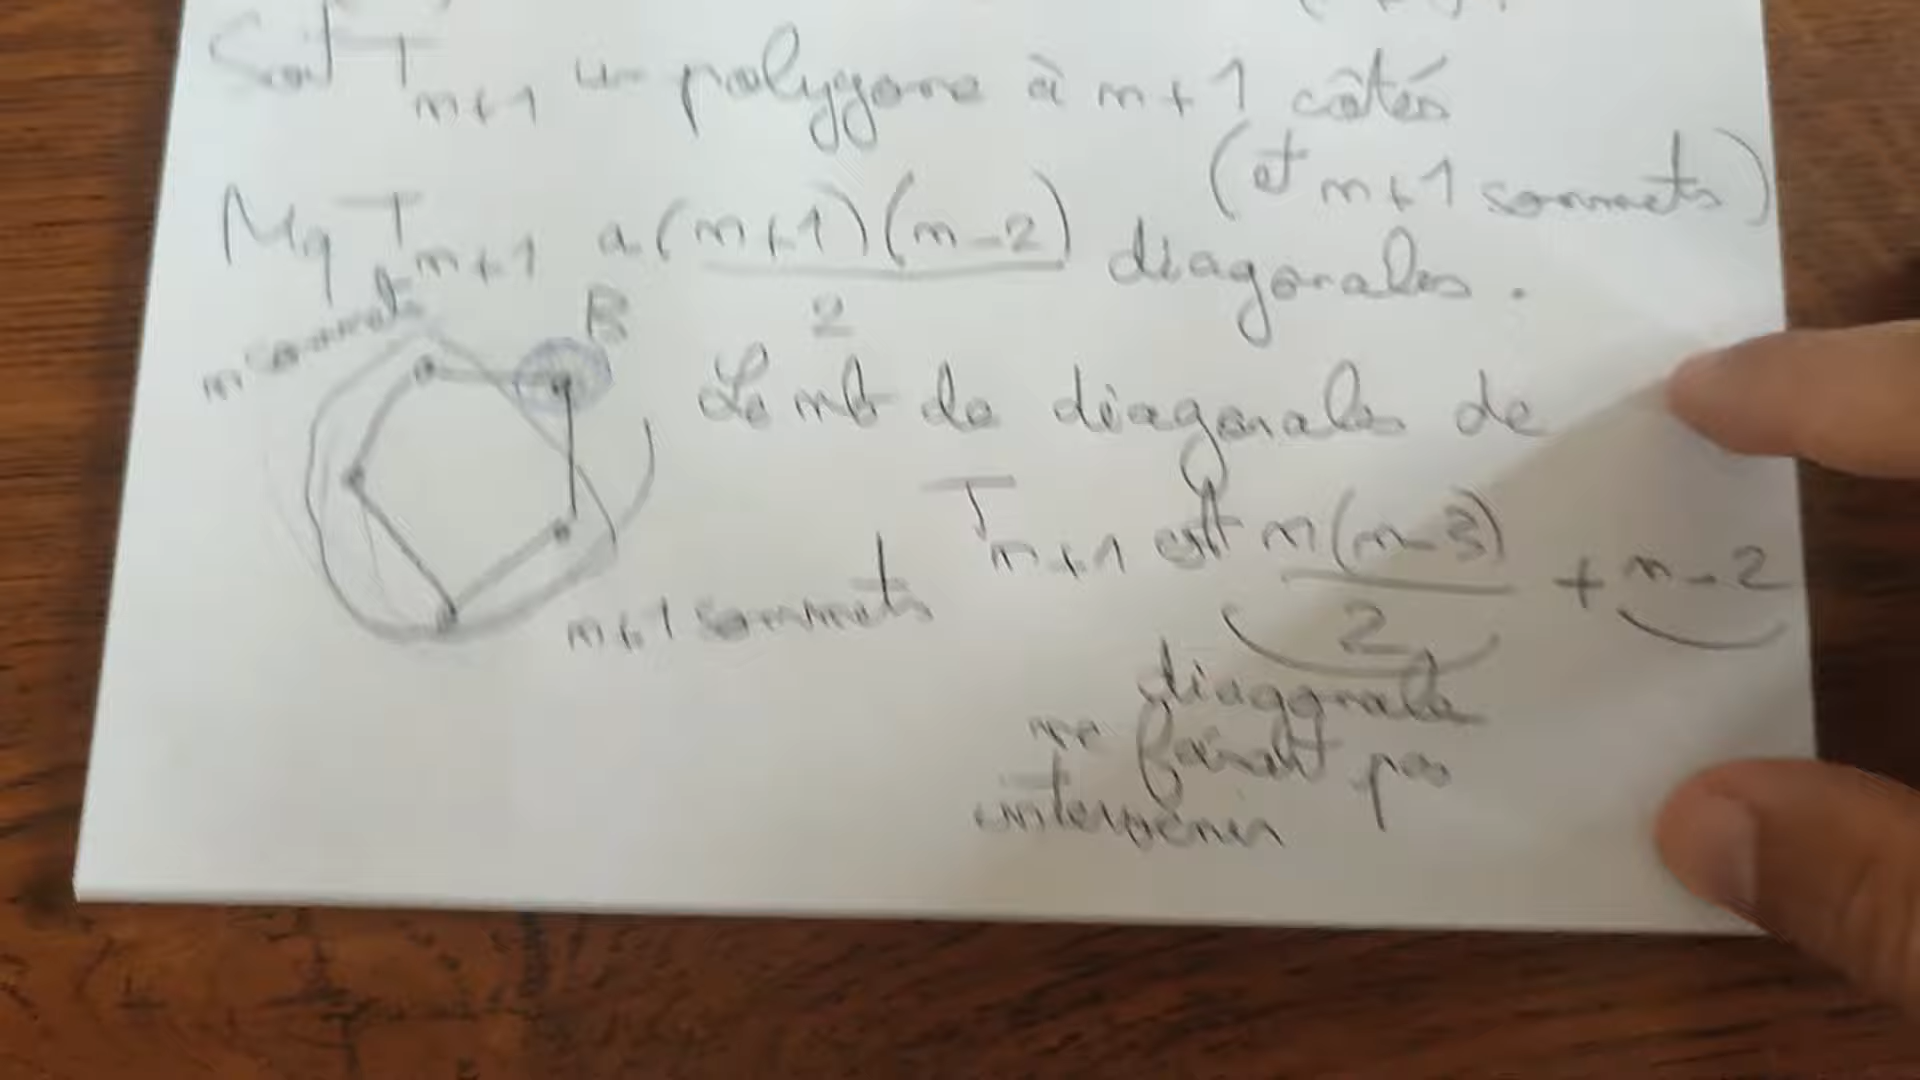 Soit T_{n+1} un polygone à n+1 côtés
(et n+1 sommets)
Mq T_{n+1} a (n+1)(n-2)/2 diagonales.
n sommets
B
Le nb de diagonales de
T_{n+1} est n(n-3)/2 + n-2
n+1 sommets
diagonale
ne faisant pas
intervenir